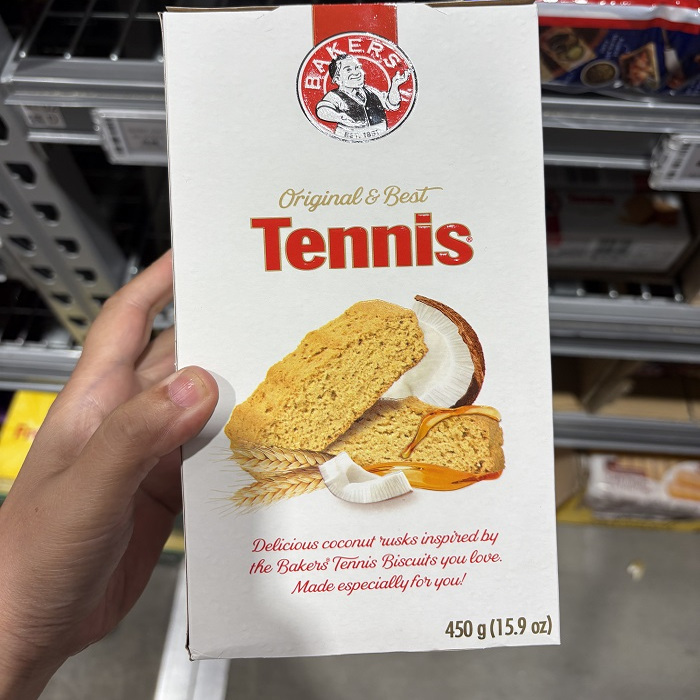 BAKERS
EST. 1851
Original & Best
Tennis®
Delicious coconut rusks inspired by
the Bakers® Tennis Biscuits you love.
Made especially for you!
450 g (15.9 oz)